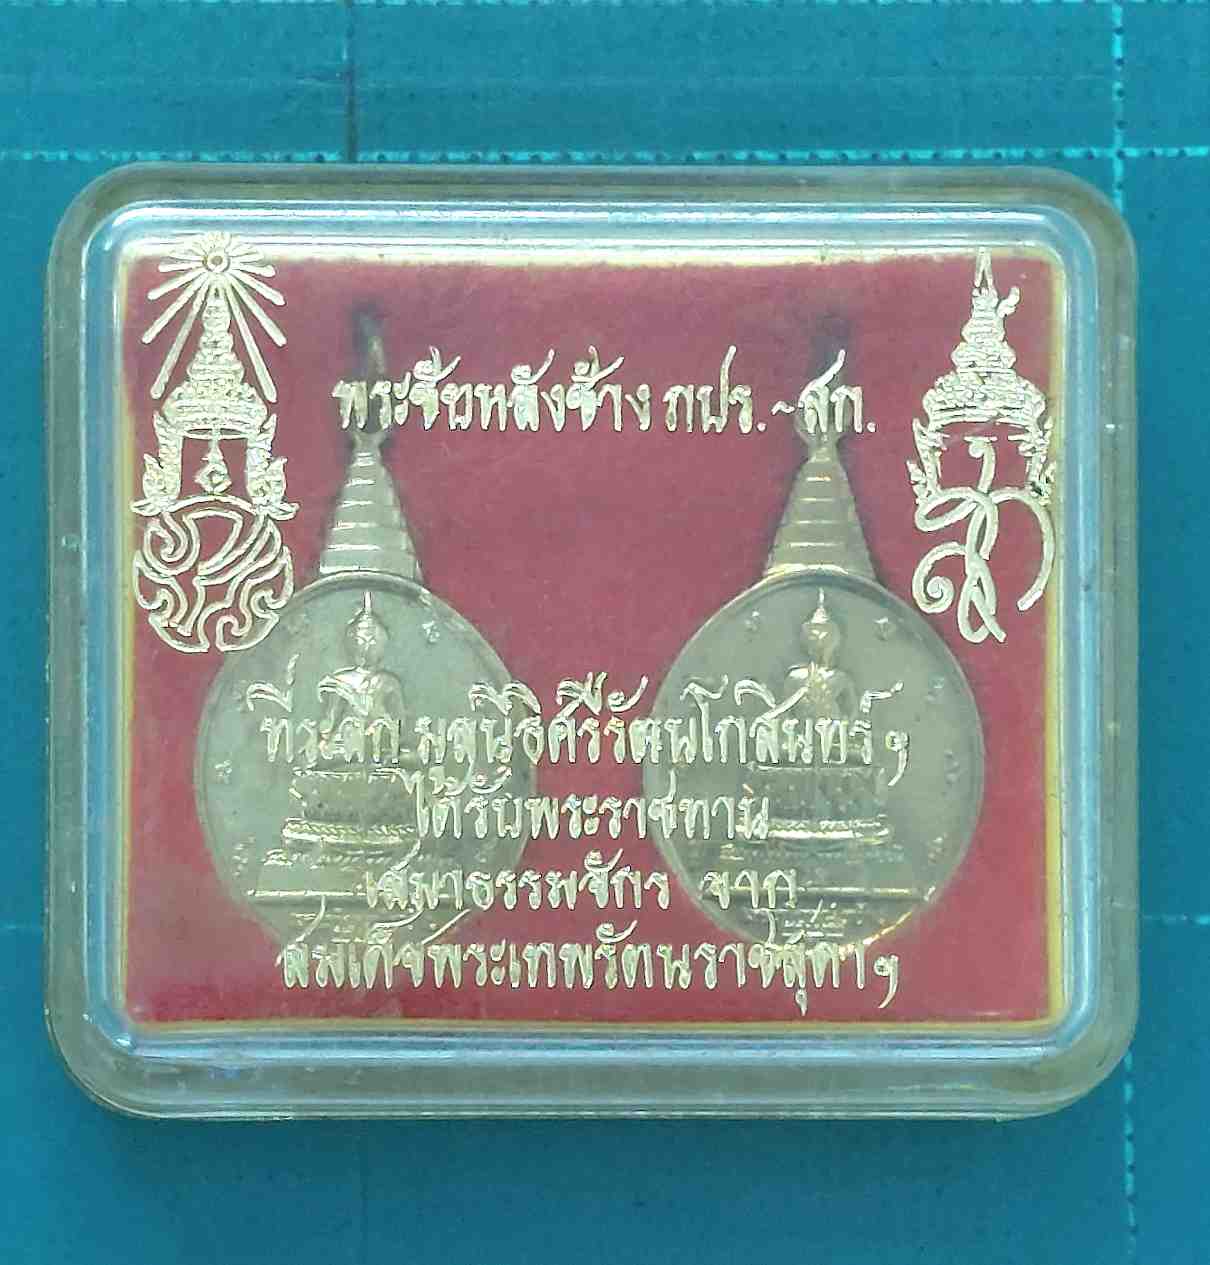 พระชัยหลังช้าง ภปร.~สก.
ที่ระลึก มูลนิธิศิริรัตนโกสินทร์ฯ
ได้รับพระราชทาน
เสมาธรรมจักร จาก
สมเด็จพระเทพรัตนราชสุดาฯ